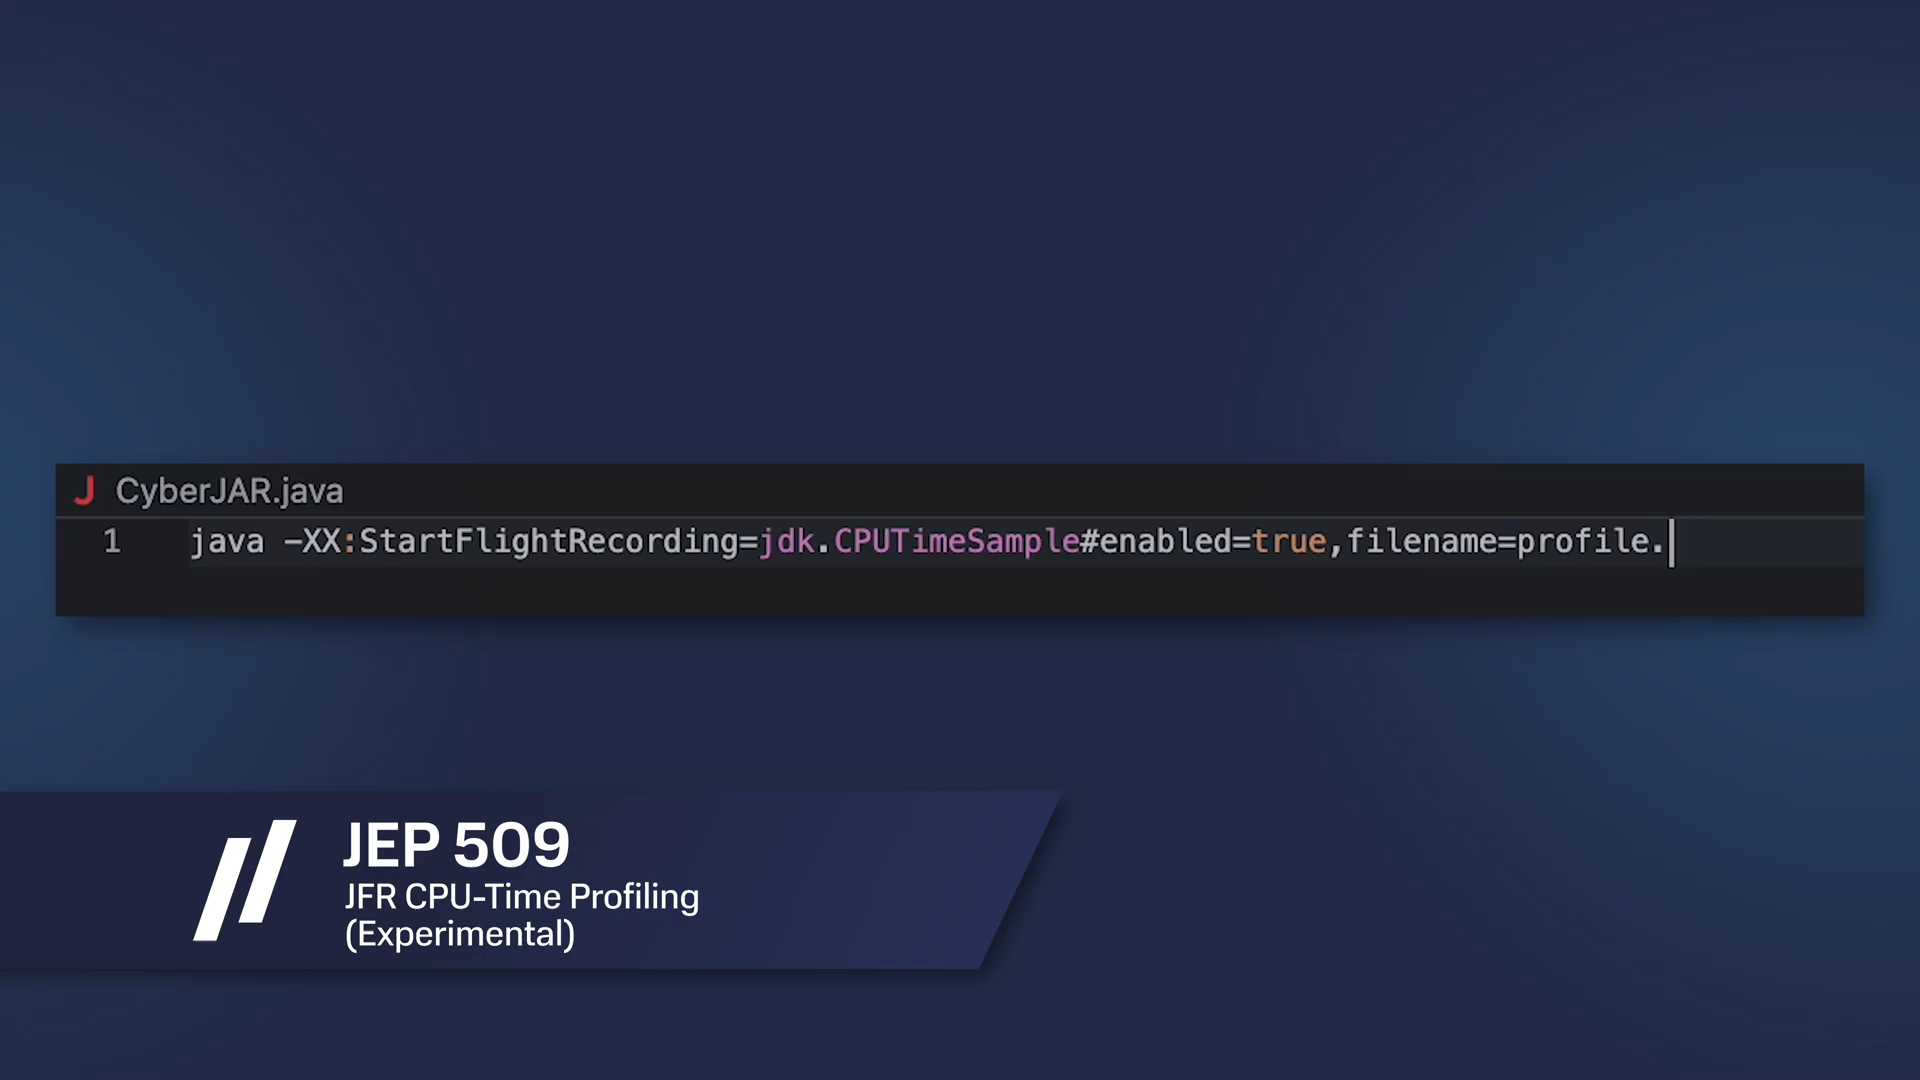 CyberJAR.java
1 java -XX:StartFlightRecording=jdk.CPUTimeSample#enabled=true,filename=profile.
JEP 509
JFR CPU-Time Profiling
(Experimental)